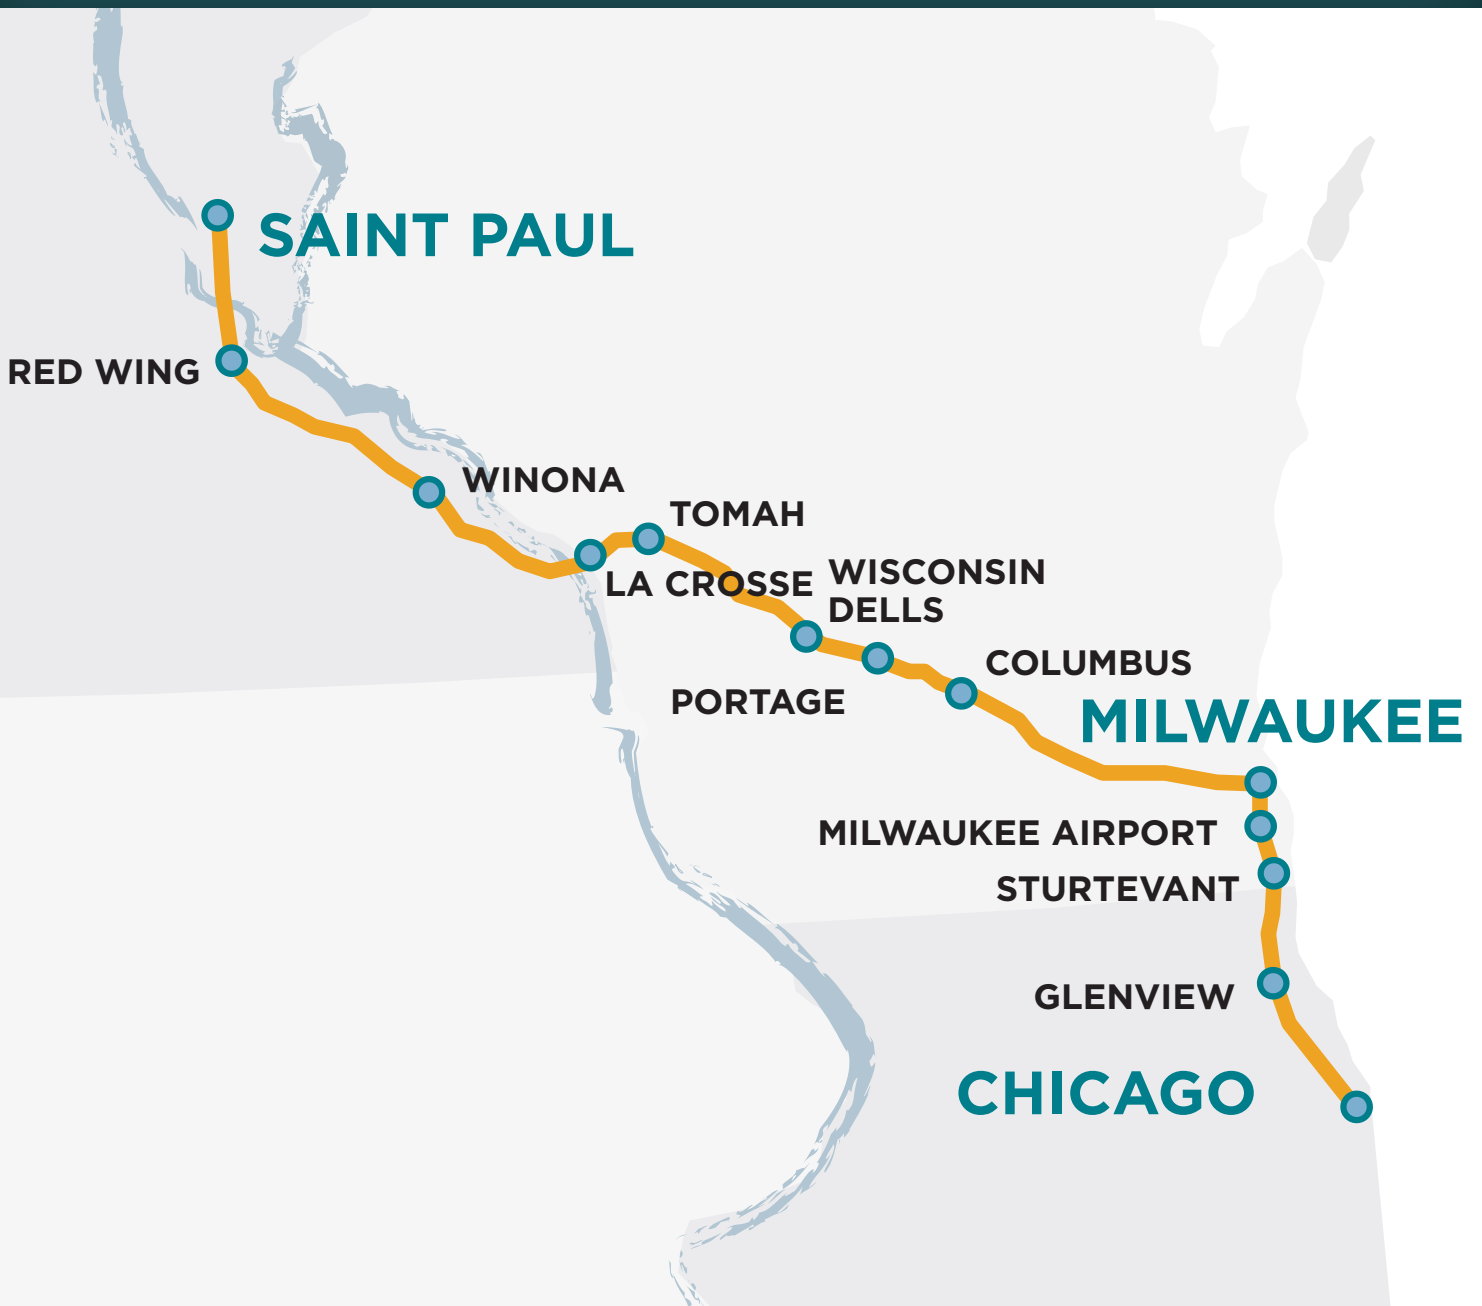 SAINT PAUL
RED WING
WINONA
TOMAH
LA CROSSE
WISCONSIN
DELLS
COLUMBUS
PORTAGE
MILWAUKEE
MILWAUKEE AIRPORT
STURTEVANT
GLENVIEW
CHICAGO